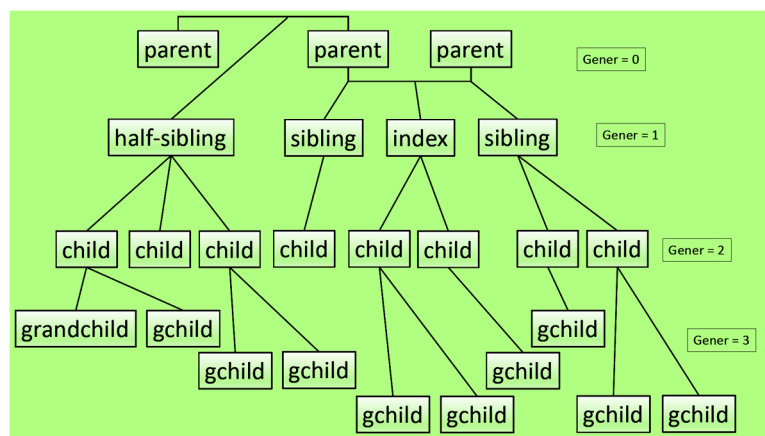 parent
parent
parent
Gener = 0
half-sibling
sibling
index
sibling
Gener = 1
child
child
child
child
child
child
child
child
Gener = 2
grandchild
gchild
gchild
Gener = 3
gchild
gchild
gchild
gchild
gchild
gchild
gchild